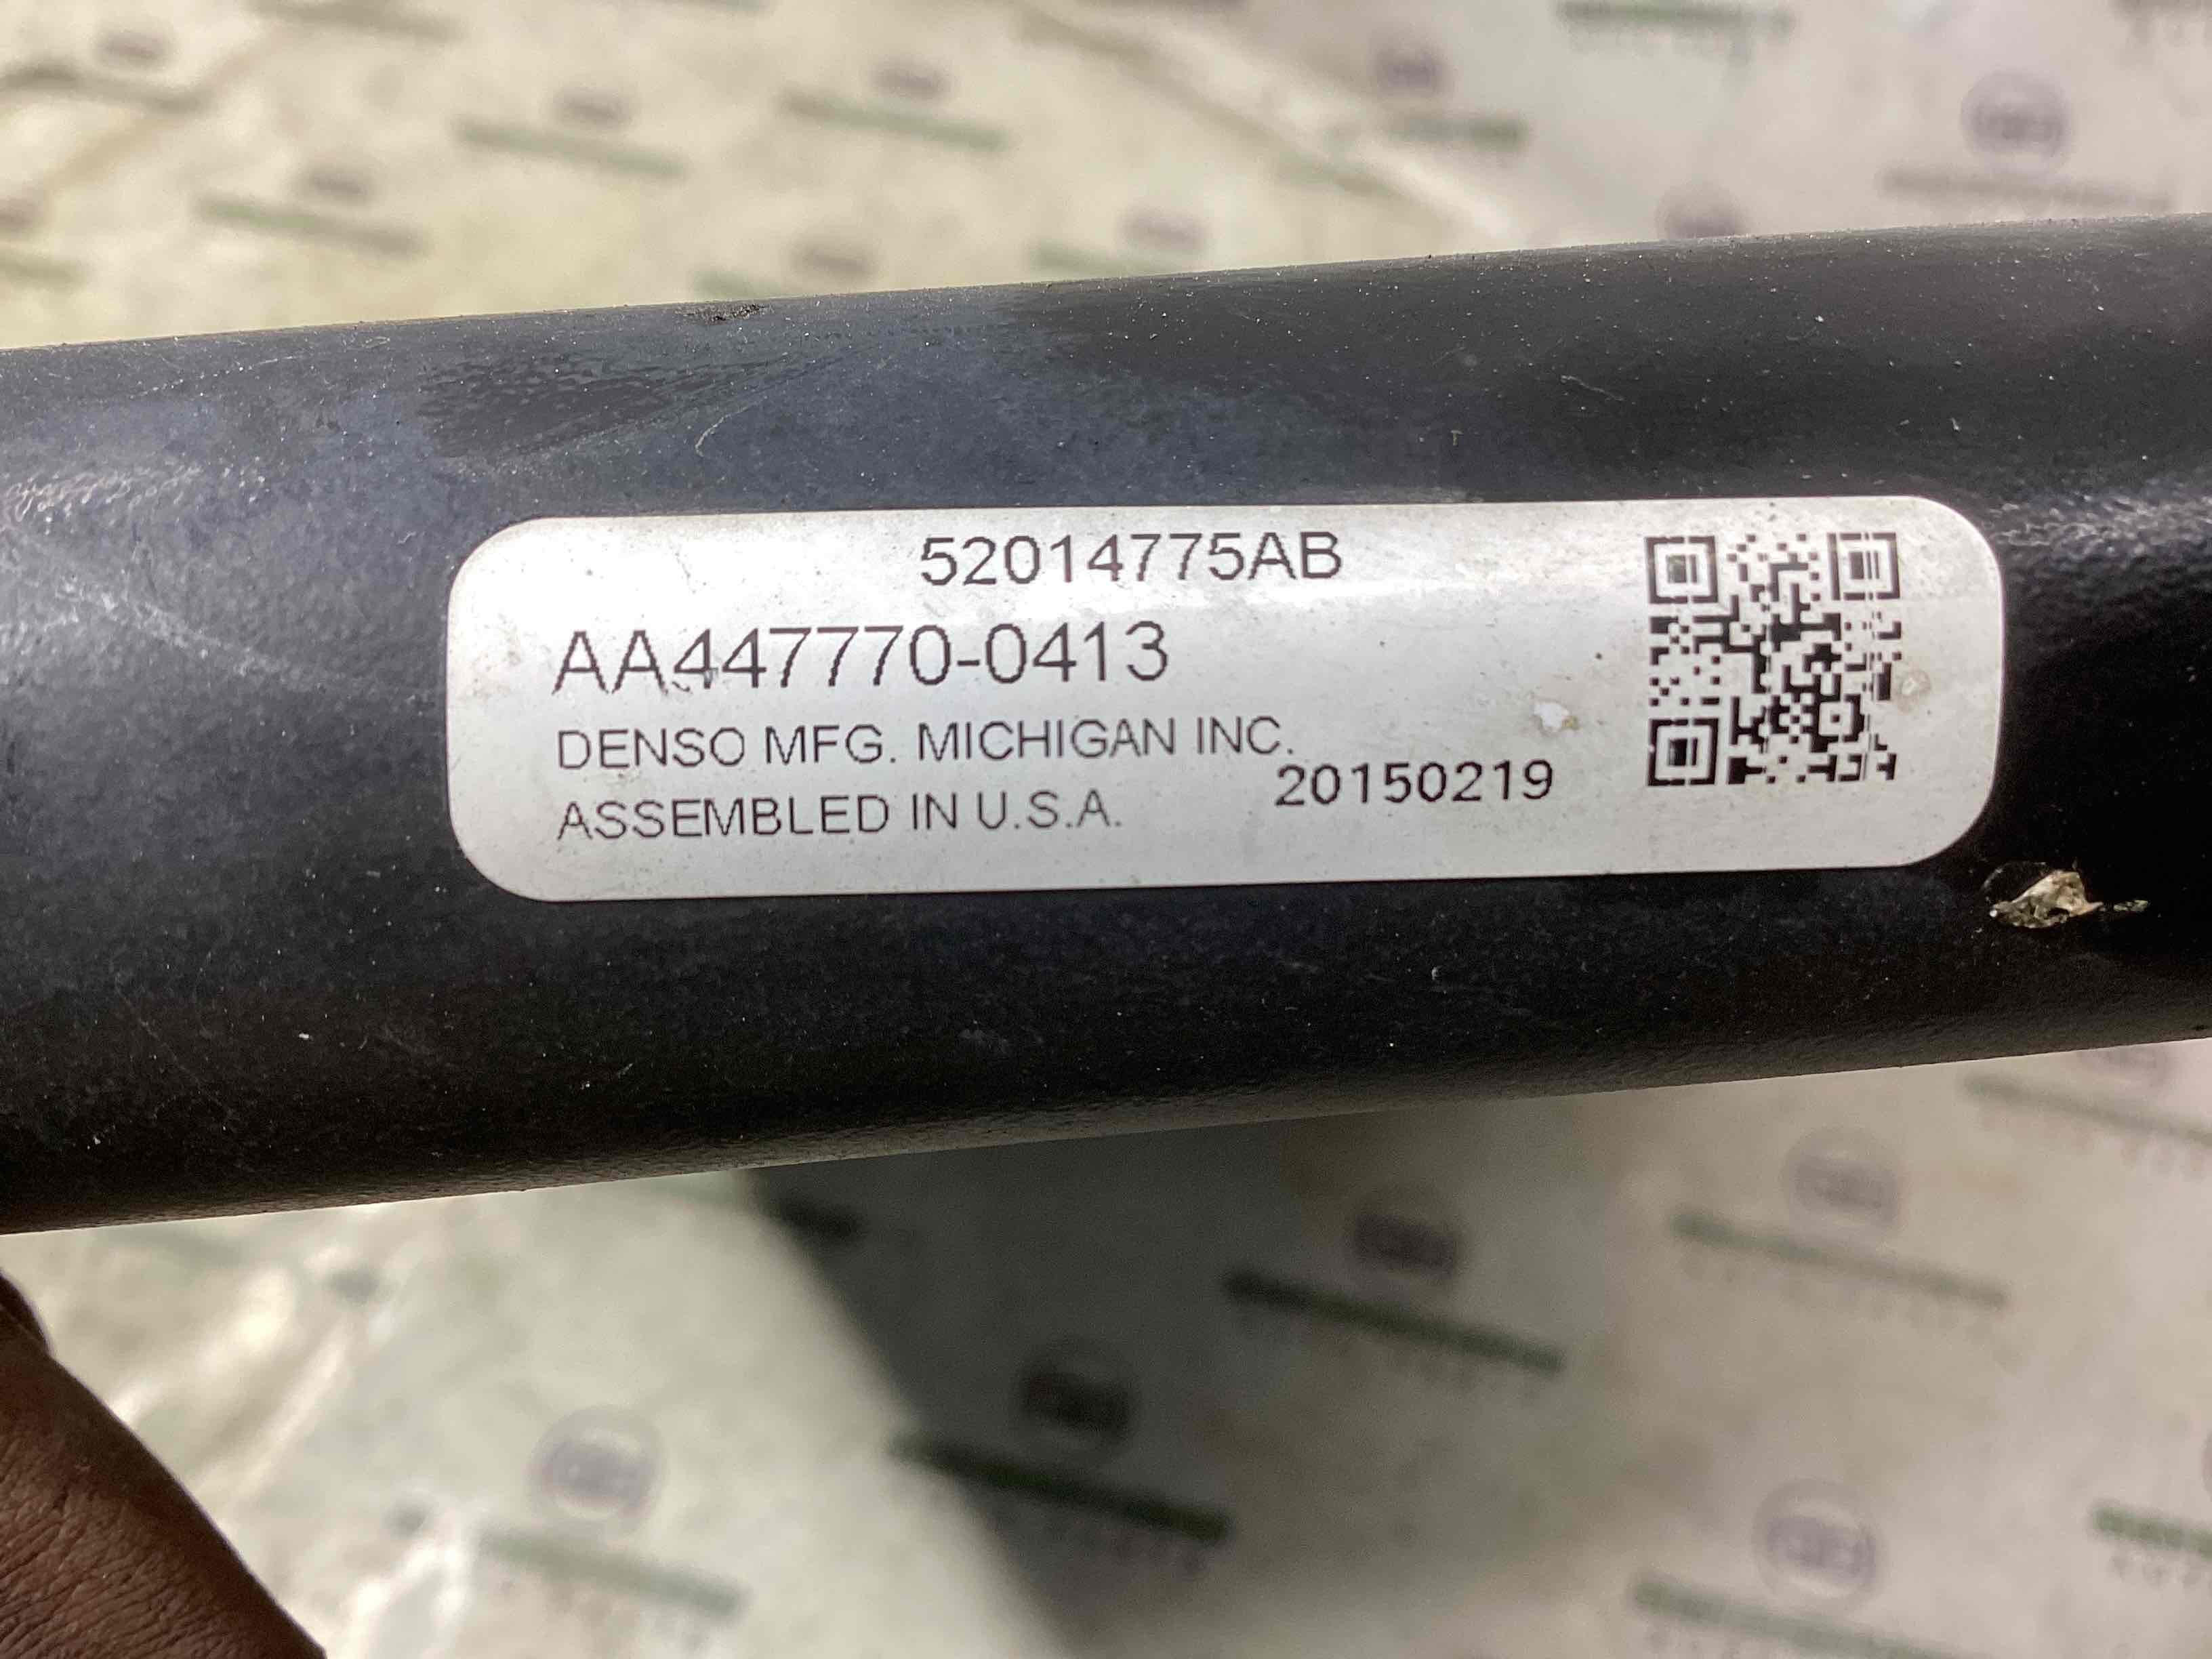 52014775AB
AA447770-0413
DENSO MFG. MICHIGAN INC.
20150219
ASSEMBLED IN U.S.A.